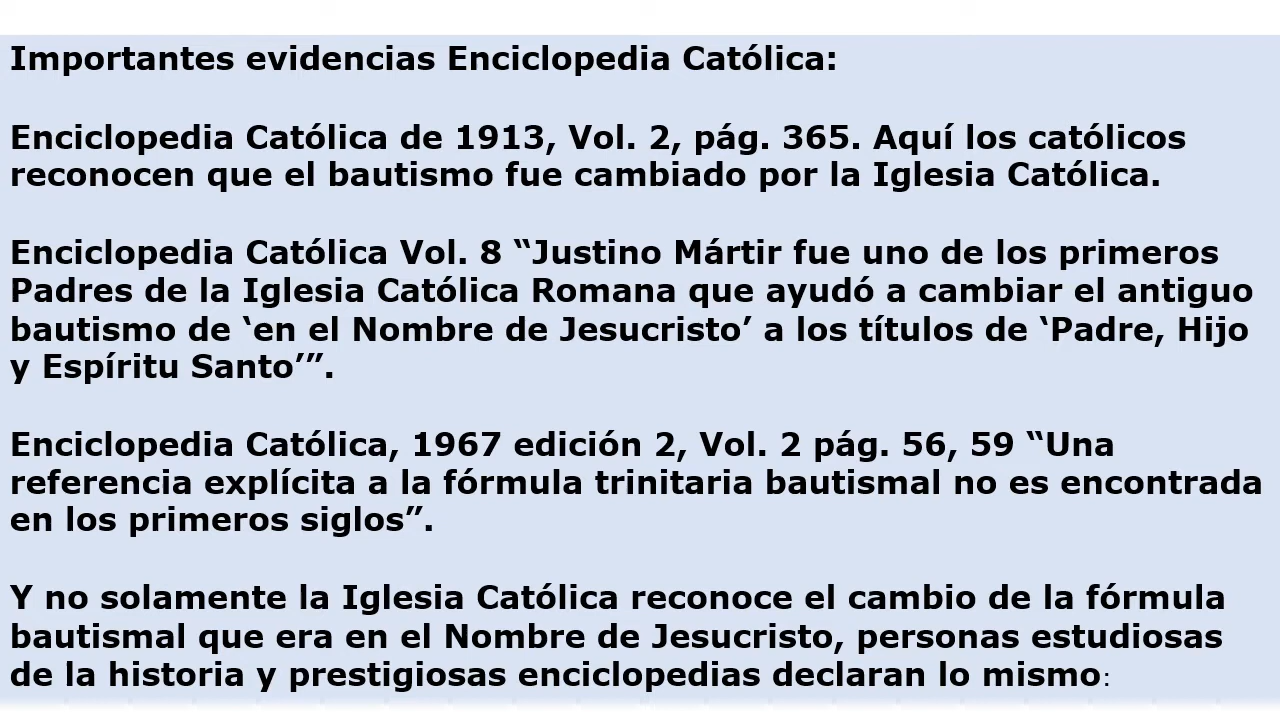 Importantes evidencias Enciclopedia Católica:
Enciclopedia Católica de 1913, Vol. 2, pág. 365. Aquí los católicos
reconocen que el bautismo fue cambiado por la Iglesia Católica.
Enciclopedia Católica Vol. 8 “Justino Mártir fue uno de los primeros
Padres de la Iglesia Católica Romana que ayudó a cambiar el antiguo
bautismo de ‘en el Nombre de Jesucristo’ a los títulos de ‘Padre, Hijo
y Espíritu Santo’”.
Enciclopedia Católica, 1967 edición 2, Vol. 2 pág. 56, 59 “Una
referencia explícita a la fórmula trinitaria bautismal no es encontrada
en los primeros siglos”.
Y no solamente la Iglesia Católica reconoce el cambio de la fórmula
bautismal que era en el Nombre de Jesucristo, personas estudiosas
de la historia y prestigiosas enciclopedias declaran lo mismo: